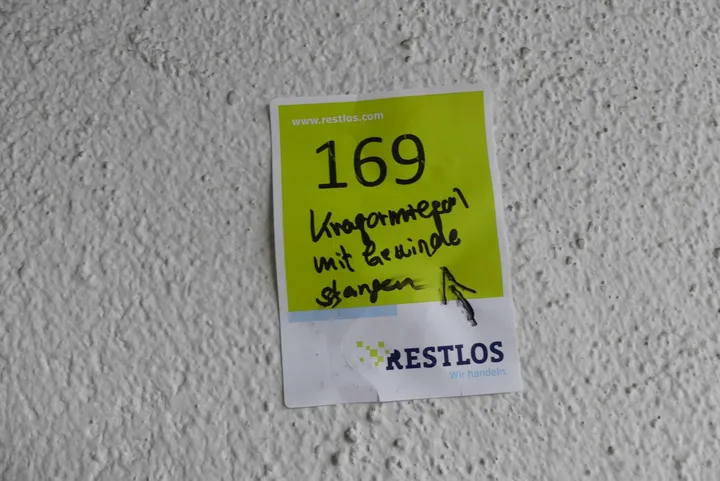 www.restlos.com
169
Kragarmregal
mit Gewinde
stangen
RESTLOS
Wir handeln.